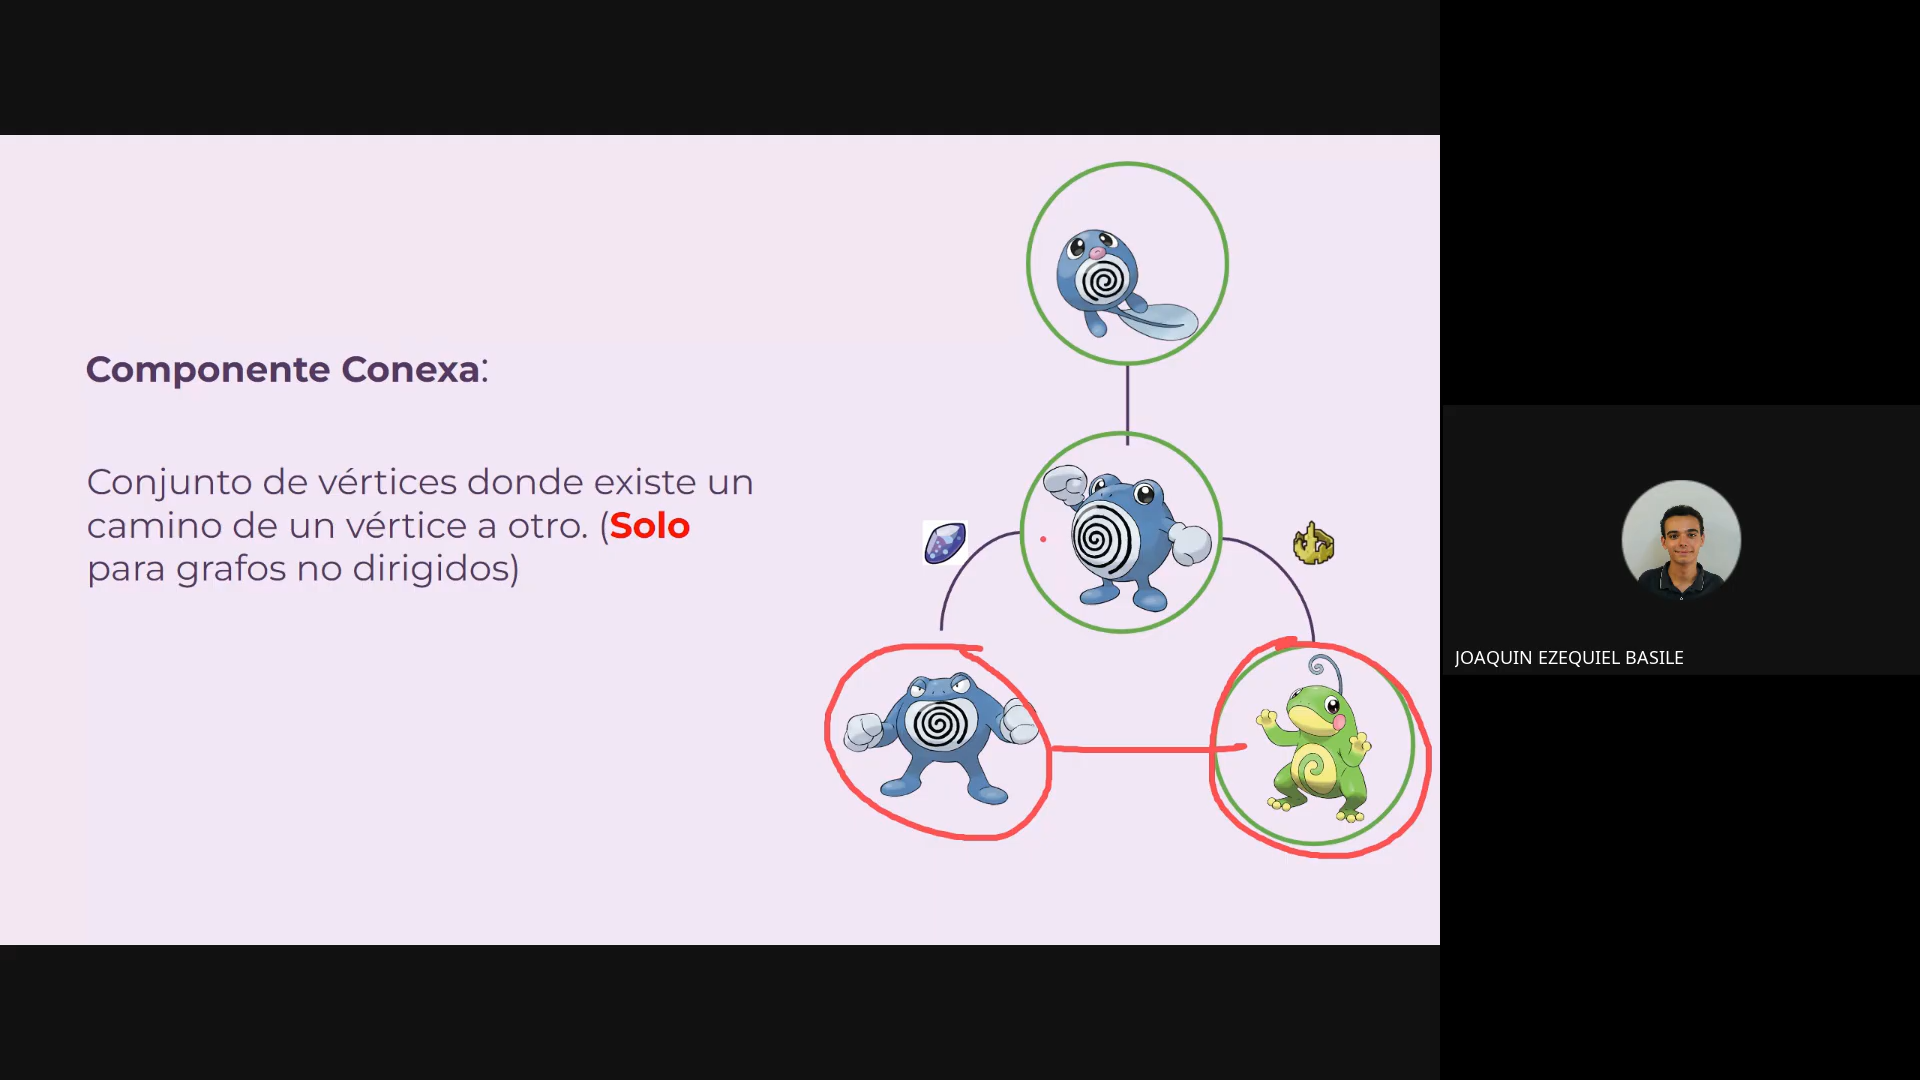 Componente Conexa:
Conjunto de vértices donde existe un
camino de un vértice a otro. (Solo
para grafos no dirigidos)
JOAQUIN EZEQUIEL BASILE